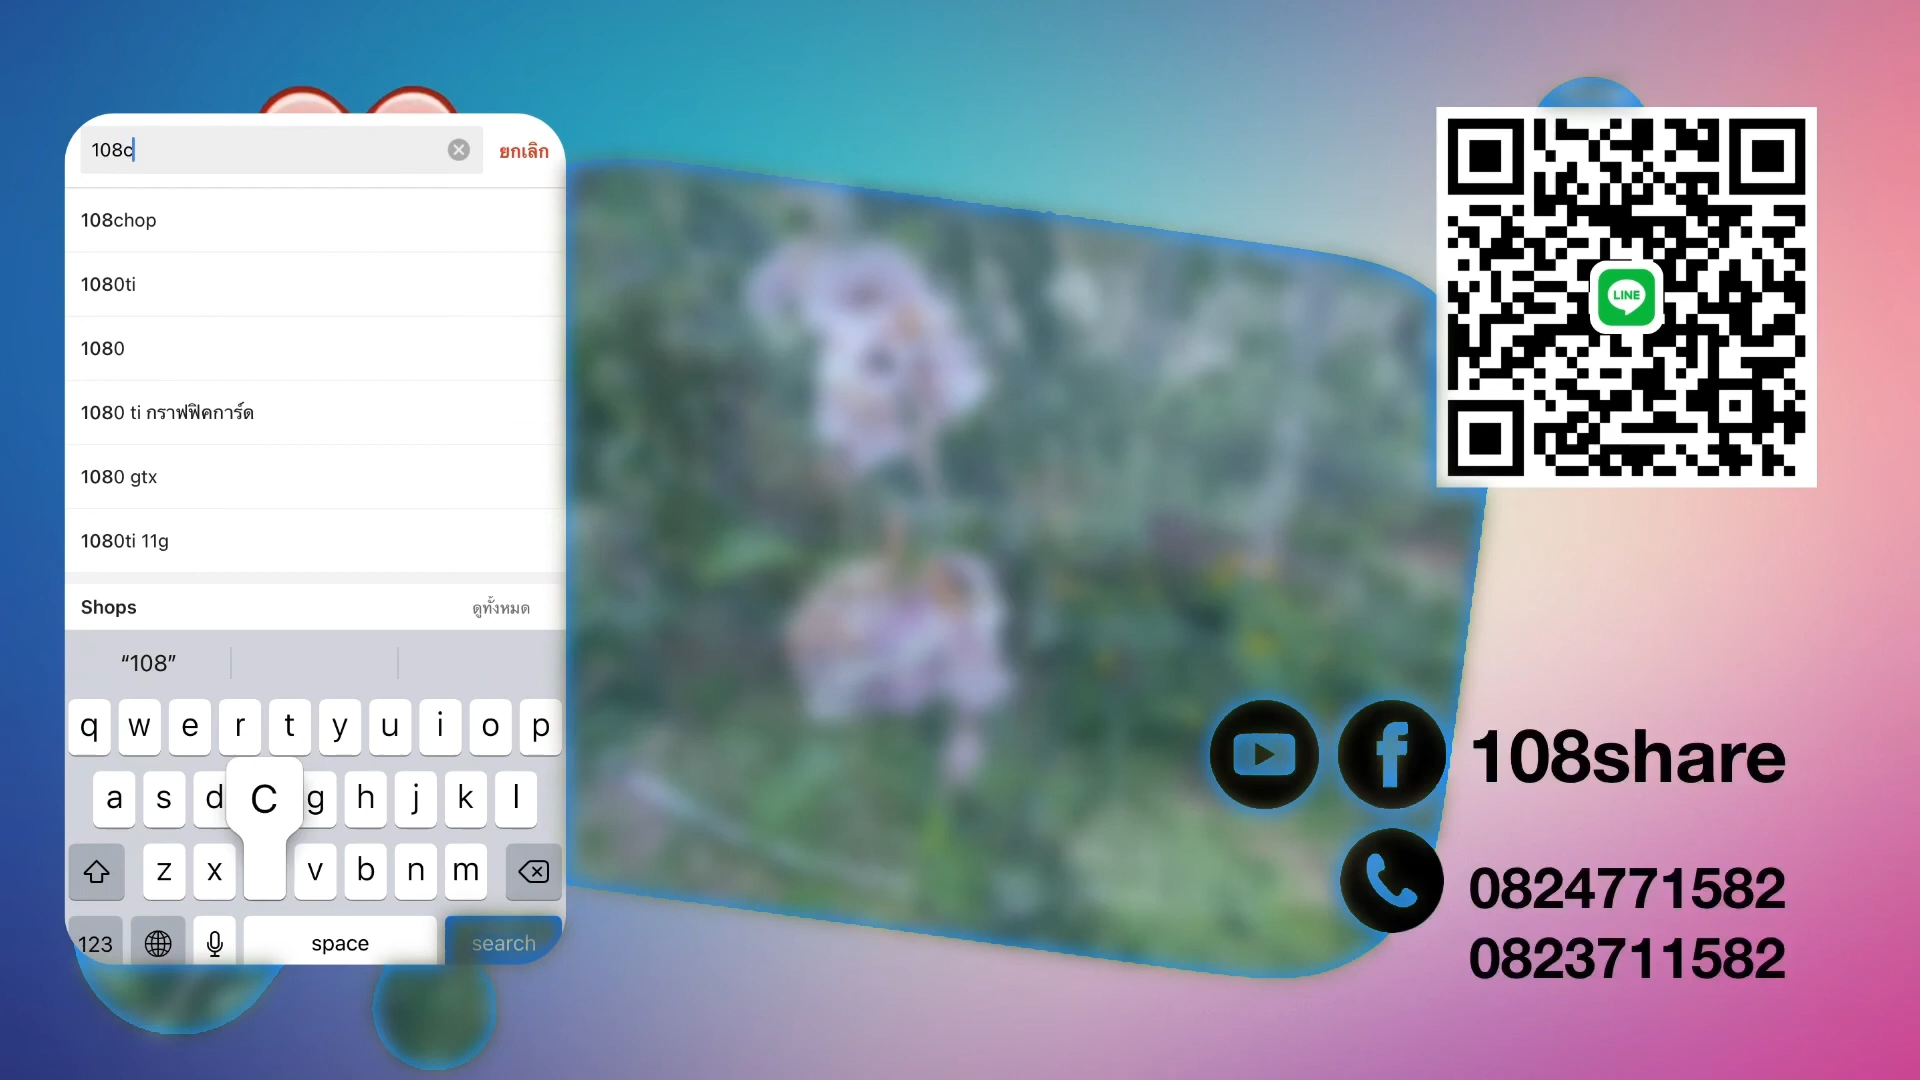 108c
ยกเลิก
108chop
1080ti
1080
1080 ti กราฟฟิคการ์ด
1080 gtx
1080ti 11g
Shops
ดูทั้งหมด
“108”
q w e r t y u i o p
a s d C g h j k l
z x v b n m
123
space
search
LINE
108share
0824771582
0823711582